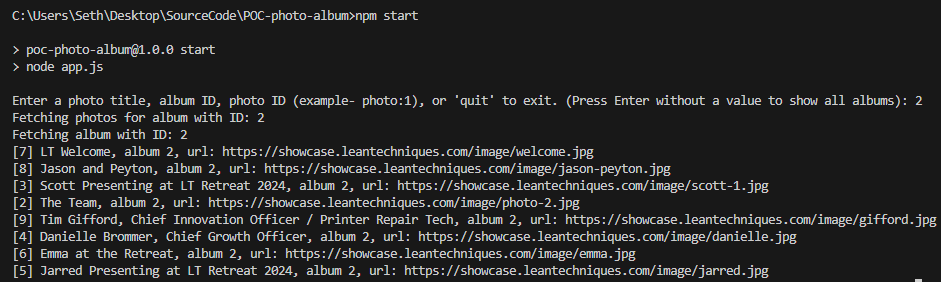 C:\Users\Seth\Desktop\SourceCode\POC-photo-album>npm start
> poc-photo-album@1.0.0 start
> node app.js
Enter a photo title, album ID, photo ID (example- photo:1), or 'quit' to exit. (Press Enter without a value to show all albums): 2
Fetching photos for album with ID: 2
Fetching album with ID: 2
[7] LT Welcome, album 2, url: https://showcase.leantechniques.com/image/welcome.jpg
[8] Jason and Peyton, album 2, url: https://showcase.leantechniques.com/image/jason-peyton.jpg
[3] Scott Presenting at LT Retreat 2024, album 2, url: https://showcase.leantechniques.com/image/scott-1.jpg
[2] The Team, album 2, url: https://showcase.leantechniques.com/image/photo-2.jpg
[9] Tim Gifford, Chief Innovation Officer / Printer Repair Tech, album 2, url: https://showcase.leantechniques.com/image/gifford.jpg
[4] Danielle Brommer, Chief Growth Officer, album 2, url: https://showcase.leantechniques.com/image/danielle.jpg
[6] Emma at the Retreat, album 2, url: https://showcase.leantechniques.com/image/emma.jpg
[5] Jarred Presenting at LT Retreat 2024, album 2, url: https://showcase.leantechniques.com/image/jarred.jpg